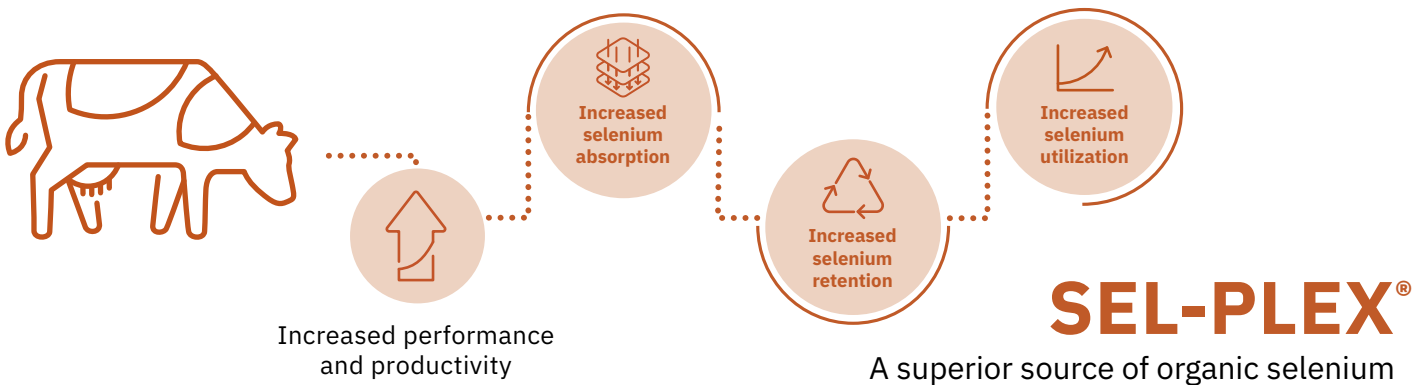 Increased
selenium
absorption
Increased
selenium
utilization
Increased
selenium
retention
Increased performance
and productivity
SEL-PLEX®
A superior source of organic selenium